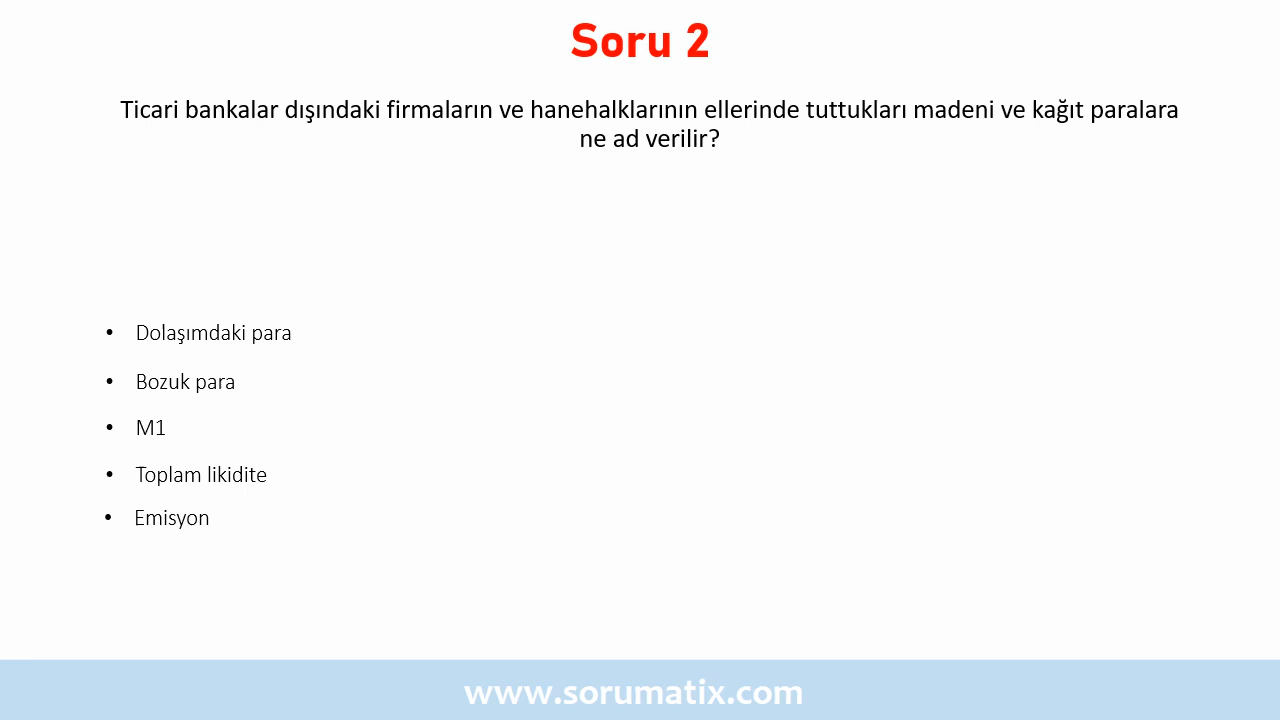 Soru 2
Ticari bankalar dışındaki firmaların ve hanehalklarının ellerinde tuttukları madeni ve kağıt paralara
ne ad verilir?
• Dolaşımdaki para
• Bozuk para
• M1
• Toplam likidite
• Emisyon
www.sorumatix.com